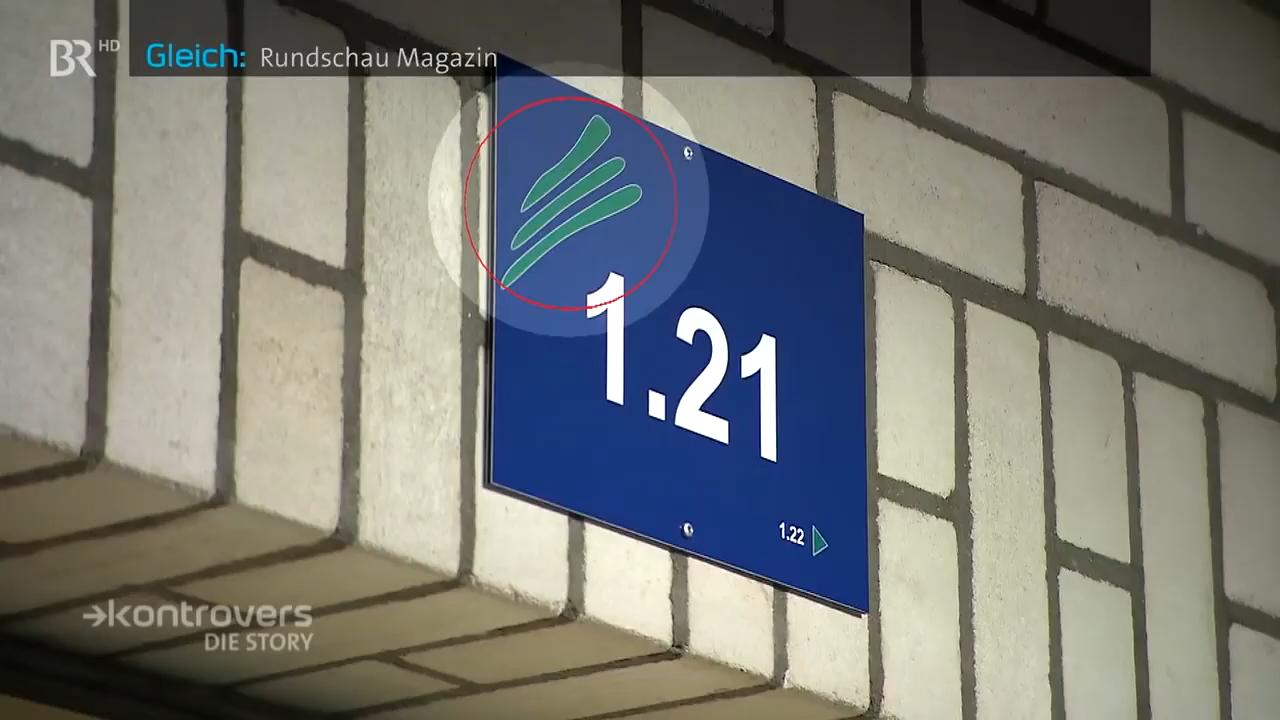 BR HD
Gleich: Rundschau Magazin
1.21
1.22
kontrovers
DIE STORY